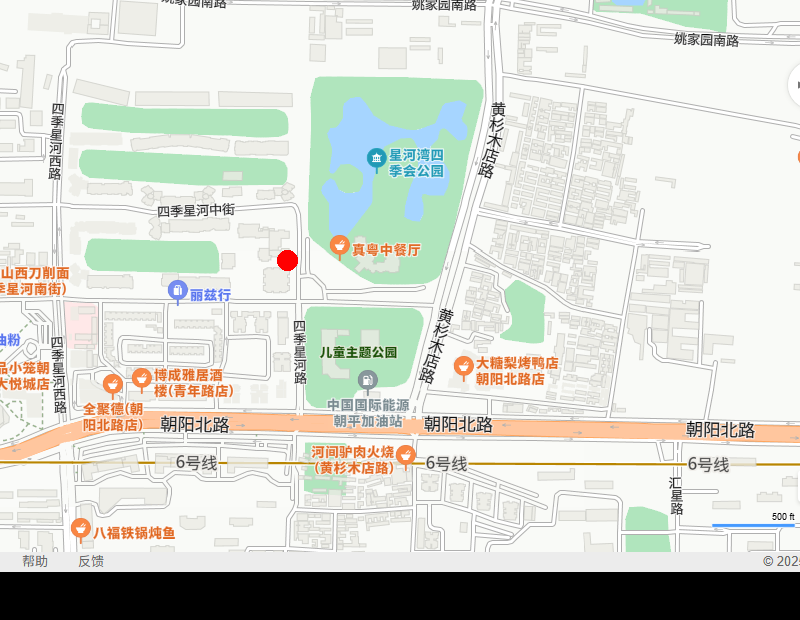 姚家园南路
姚家园南路
姚家园南路
四季星河西路
黄杉木店路
星河湾四
季会公园
四季星河中街
真粤中餐厅
山西刀削面
季星河南街)
丽兹行
油粉
四季星河西路
四季星河路
黄杉木店路
儿童主题公园
品小笼朝
大悦城店
博成雅居酒
楼(青年路店)
大糖梨烤鸭店
朝阳北路店
全聚德(朝
阳北路店)
中国国际能源
朝平加油站
朝阳北路
朝阳北路
朝阳北路
河间驴肉火烧
(黄杉木店路)
6号线
6号线
6号线
汇星路
八福铁锅炖鱼
500 ft
帮助
反馈
© 202